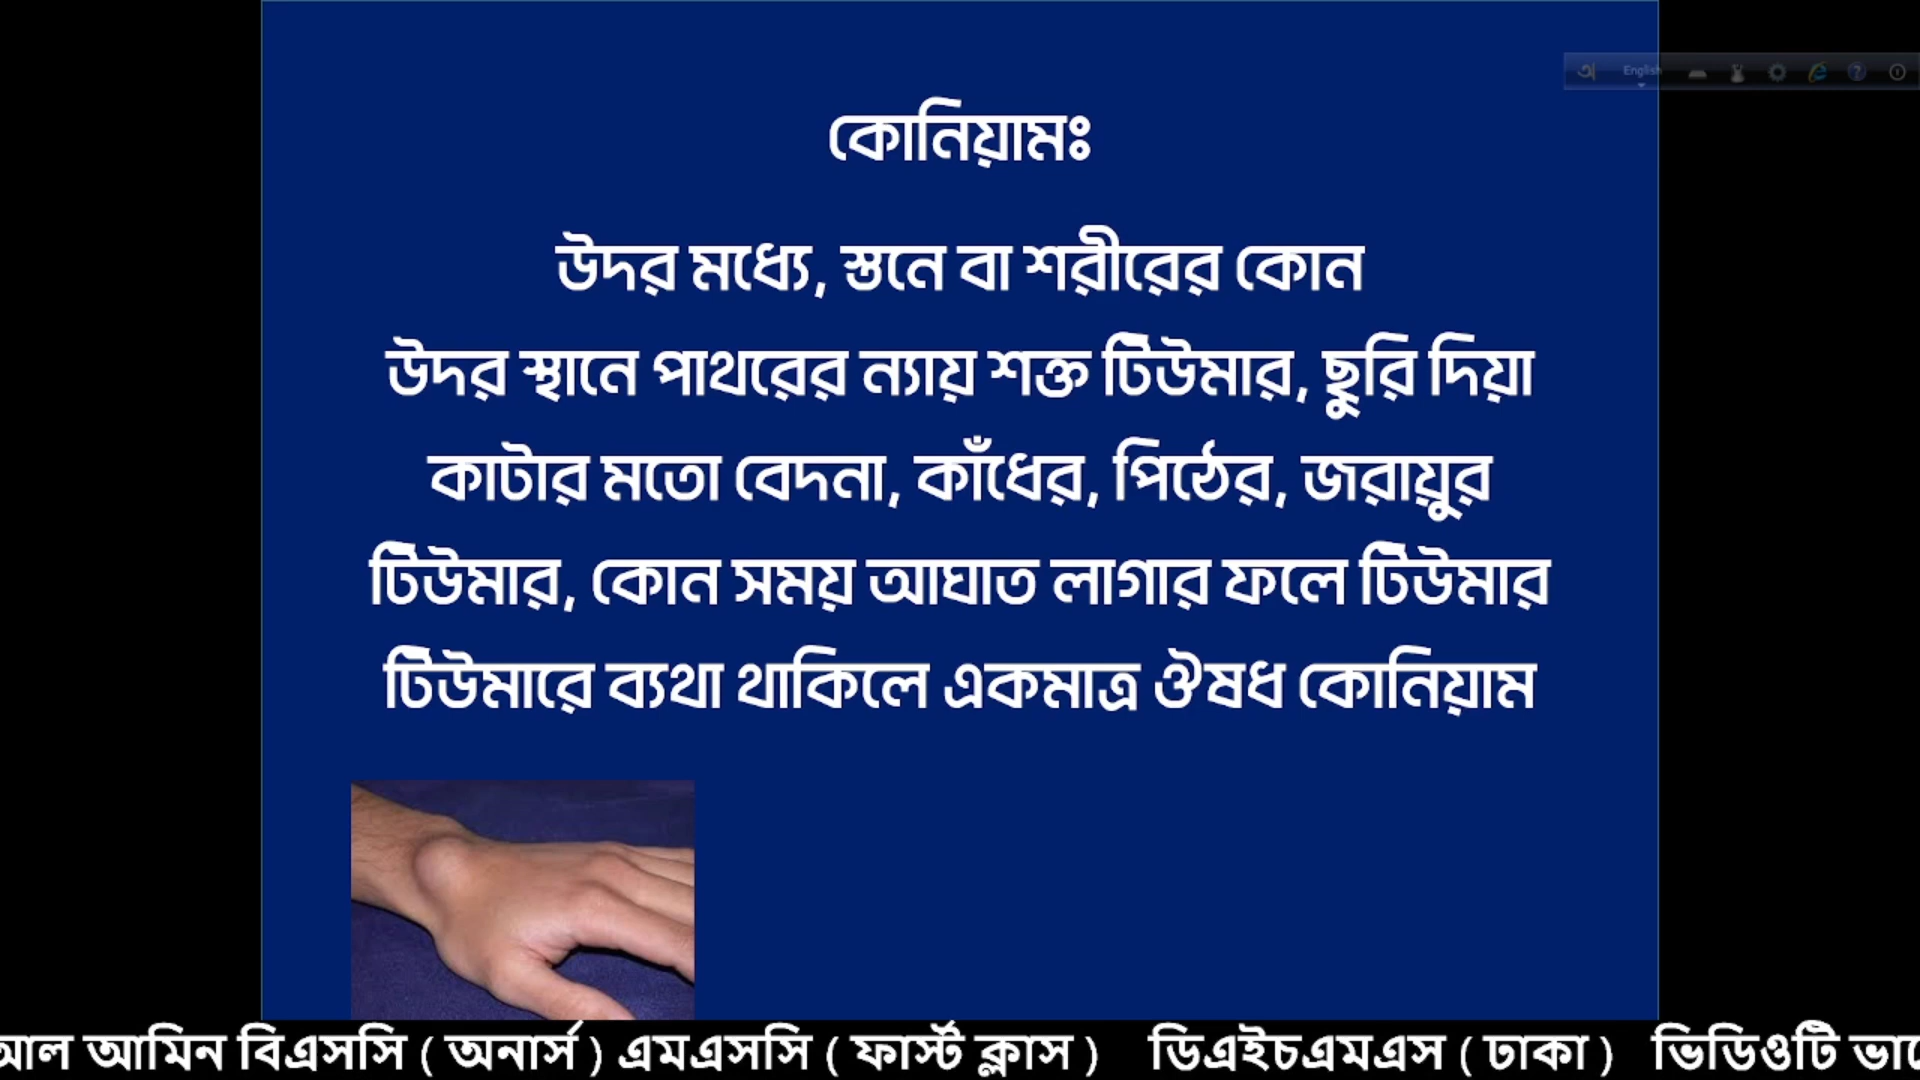 English
কোনিয়ামঃ
উদর মধ্যে, স্তনে বা শরীরের কোন
উদর স্থানে পাথরের ন্যায় শক্ত টিউমার, ছুরি দিয়া
কাটার মতো বেদনা, কাঁধের, পিঠের, জরায়ুর
টিউমার, কোন সময় আঘাত লাগার ফলে টিউমার
টিউমারে ব্যথা থাকিলে একমাত্র ঔষধ কোনিয়াম
আল আমিন বিএসসি ( অনার্স ) এমএসসি ( ফার্স্ট ক্লাস ) ডিএইচএমএস ( ঢাকা ) ভিডিওটি